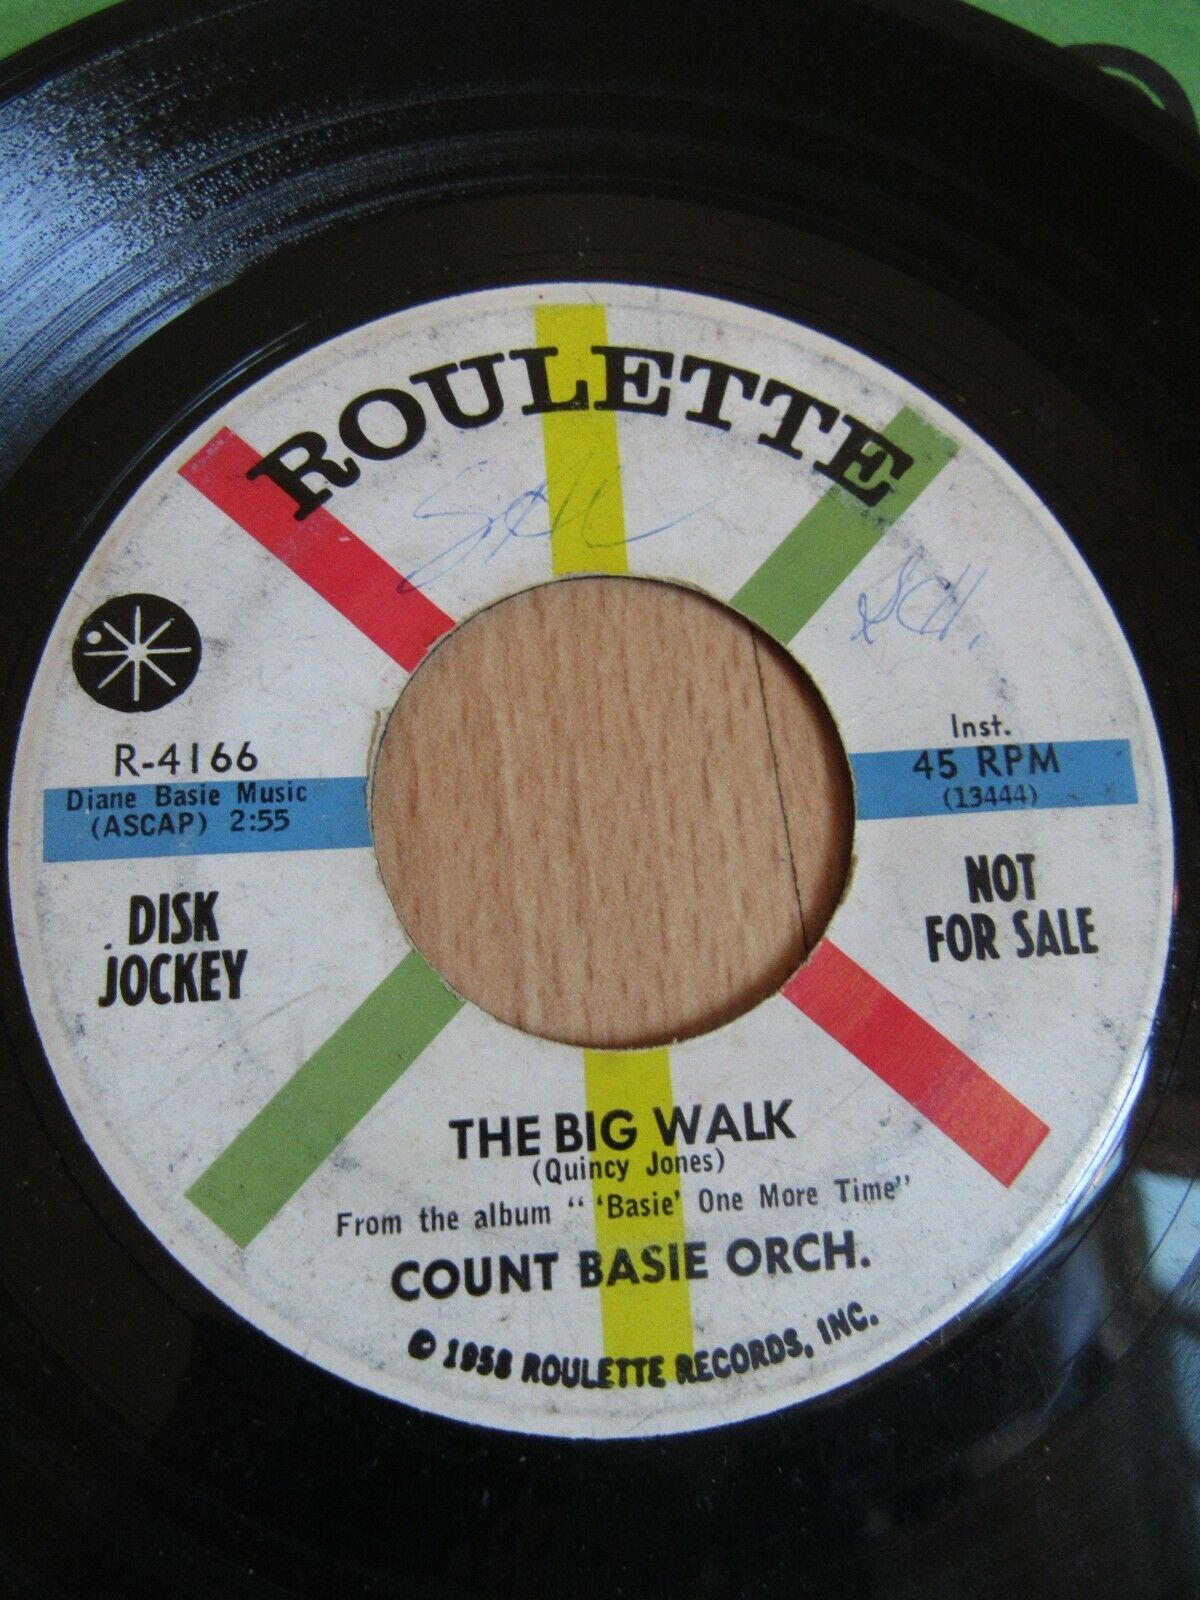 ROULETTE
S.H.
R-4166
Diane Basie Music
(ASCAP) 2:55
Inst.
45 RPM
(13444)
DISK
JOCKEY
NOT
FOR SALE
THE BIG WALK
(Quincy Jones)
From the album "'Basie' One More Time"
COUNT BASIE ORCH.
© 1958 ROULETTE RECORDS, INC.